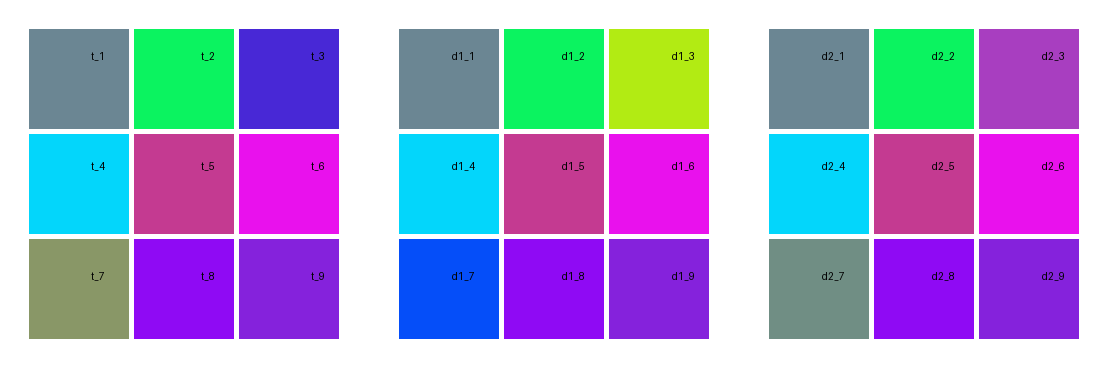 t_1 t_2 t_3 d1_1 d1_2 d1_3 d2_1 d2_2 d2_3
t_4 t_5 t_6 d1_4 d1_5 d1_6 d2_4 d2_5 d2_6
t_7 t_8 t_9 d1_7 d1_8 d1_9 d2_7 d2_8 d2_9